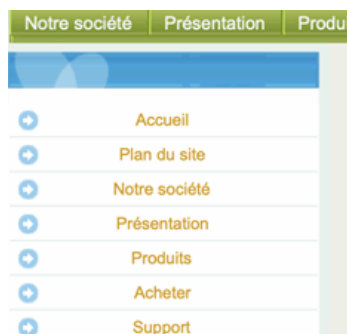 Notre société Présentation
Accueil
Plan du site
Notre société
Présentation
Produits
Acheter
Support